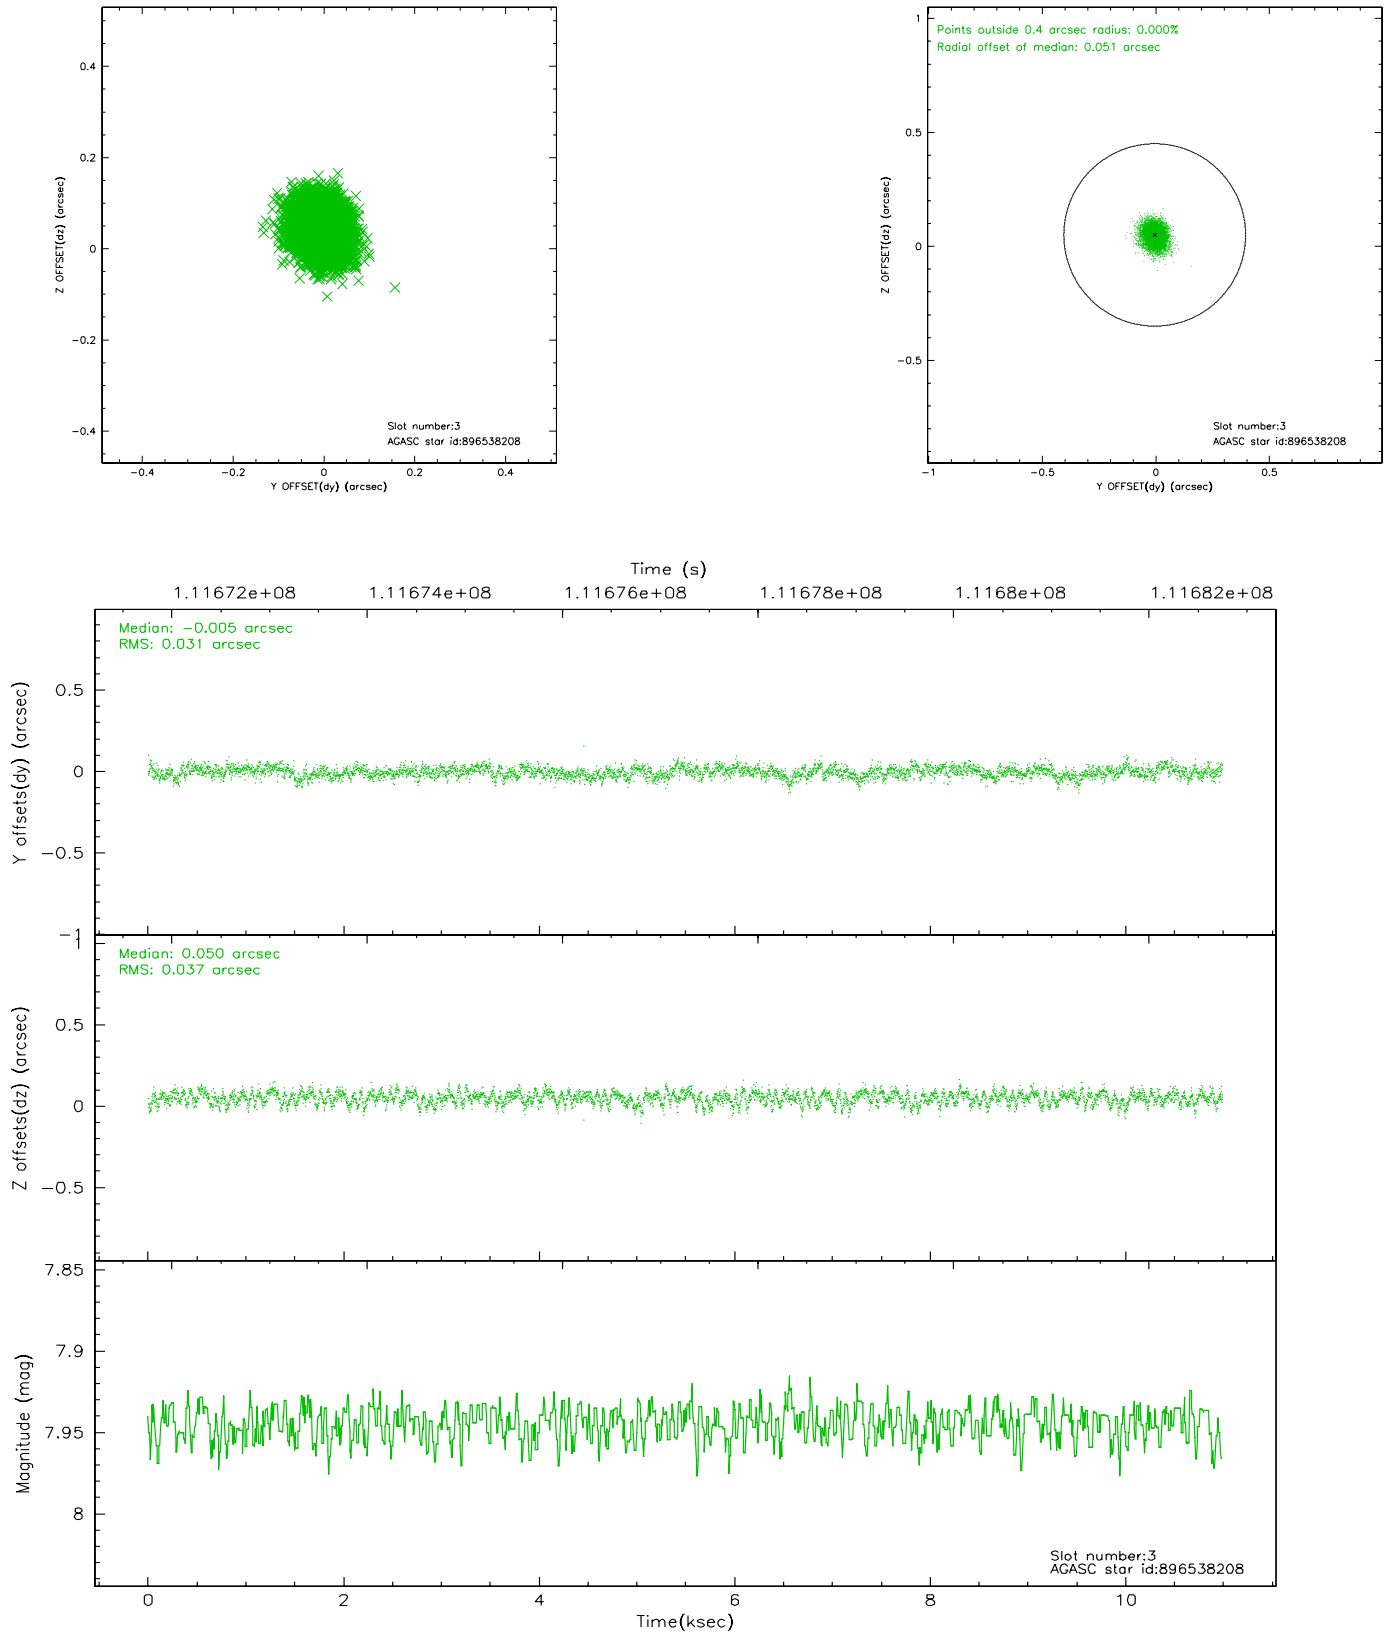 0.4
0.2
0
-0.2
-0.4
Z OFFSET(dz) (arcsec)
Slot number:3
AGASC star id:896538208
-0.4 -0.2 0 0.2 0.4
Y OFFSET(dy) (arcsec)
Points outside 0.4 arcsec radius: 0.000%
Radial offset of median: 0.051 arcsec
1
0.5
0
-0.5
Z OFFSET(dz) (arcsec)
Slot number:3
AGASC star id:896538208
-1 -0.5 0 0.5
Y OFFSET(dy) (arcsec)
Time (s)
1.11672e+08 1.11674e+08 1.11676e+08 1.11678e+08 1.1168e+08 1.11682e+08
Median: -0.005 arcsec
RMS: 0.031 arcsec
0.5
0
-0.5
-1
Y offsets(dy) (arcsec)
Median: 0.050 arcsec
RMS: 0.037 arcsec
1
0.5
0
-0.5
Z offsets(dz) (arcsec)
7.85
7.9
7.95
8
Magnitude (mag)
Slot number:3
AGASC star id:896538208
0 2 4 6 8 10
Time(ksec)